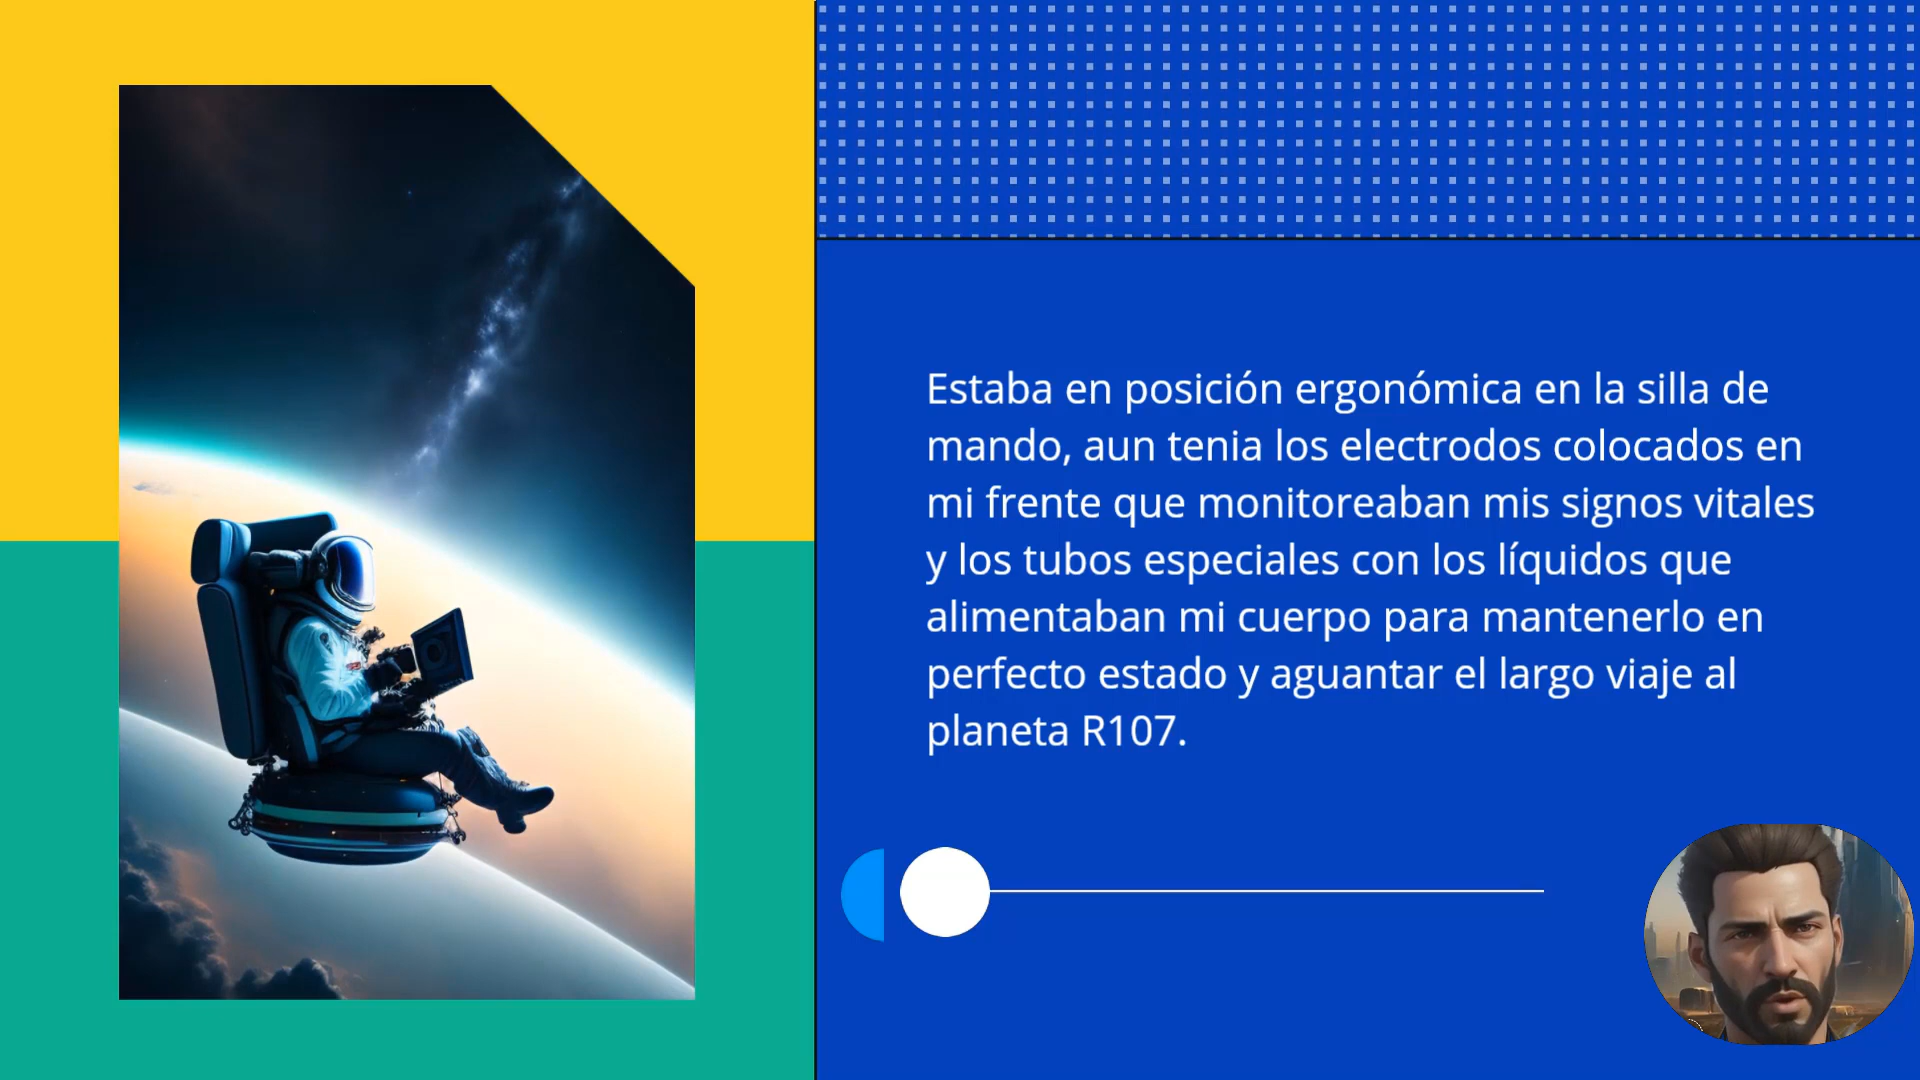 Estaba en posición ergonómica en la silla de
mando, aun tenia los electrodos colocados en
mi frente que monitoreaban mis signos vitales
y los tubos especiales con los líquidos que
alimentaban mi cuerpo para mantenerlo en
perfecto estado y aguantar el largo viaje al
planeta R107.